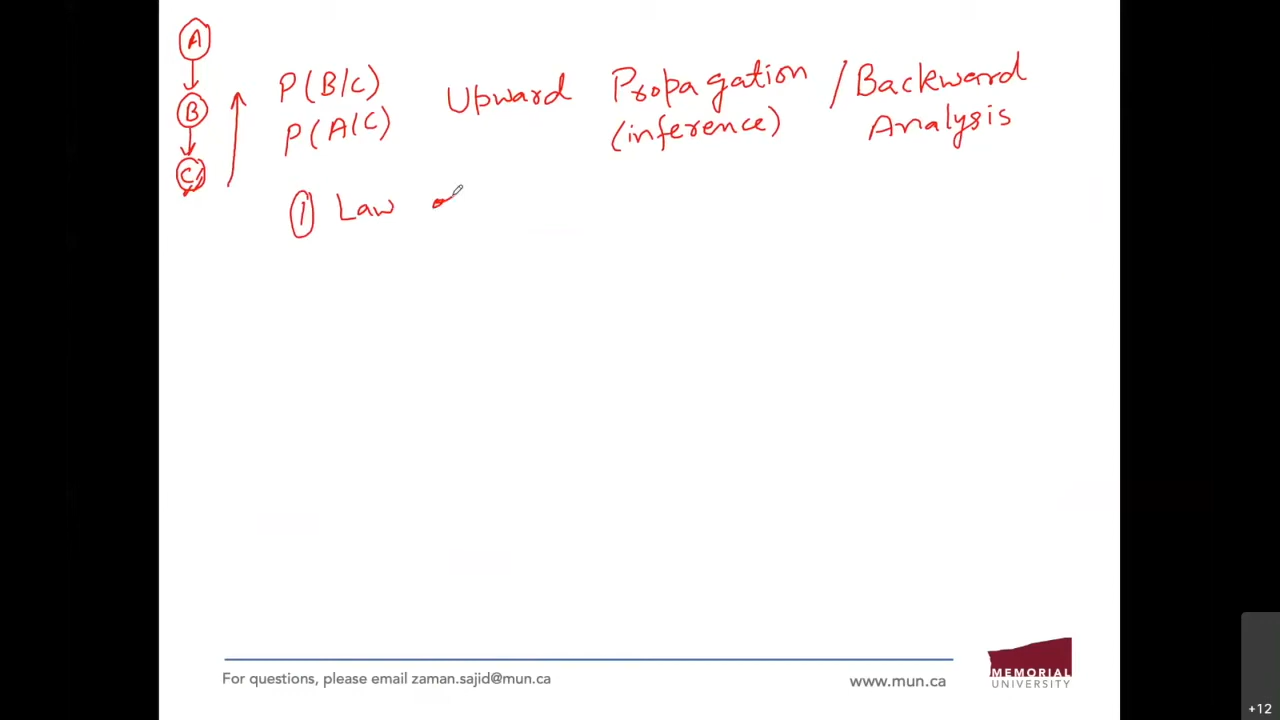 A
B
C
P(B/C) Upward Propagation / Backward
P(A/C) (inference) Analysis
① Law
For questions, please email zaman.sajid@mun.ca
www.mun.ca
MEMORIAL
UNIVERSITY
+12